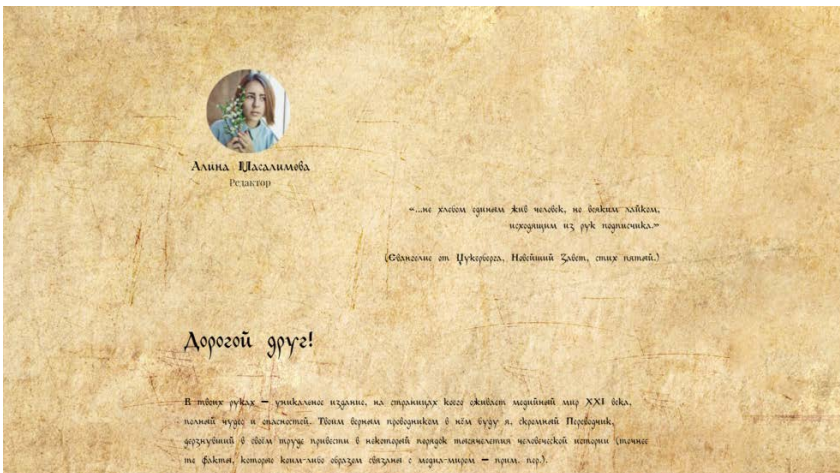 Алина Масалимова
Редактор
«...не хлебом единым жив человек, но всяким лайком,
исходящим из рук подписчика.»
(Евангелие от Цукерберга, Новейший Завет, стих пятый.)
Дорогой друг!
В твоих руках — уникальное издание, на страницах коего оживает медийный мир XXI века,
полный чудес и опасностей. Твоим верным проводником в нём буду я, скромный Переводчик,
дерзнувший в своём труде привести в некоторый порядок тысячелетия человеческой истории (точнее
те факты, которые коим-либо образом связаны с медиа-миром — прим. пер.).